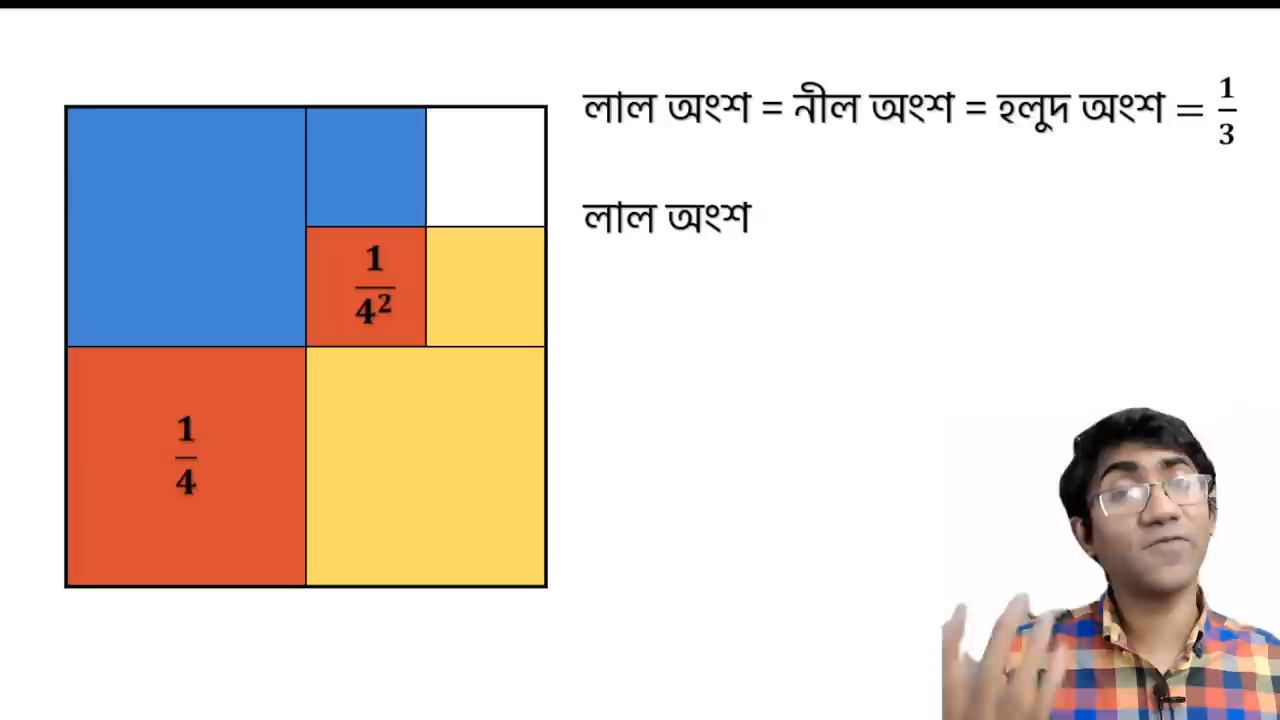 লাল অংশ = নীল অংশ = হলুদ অংশ = 1/3
লাল অংশ
1/4²
1/4